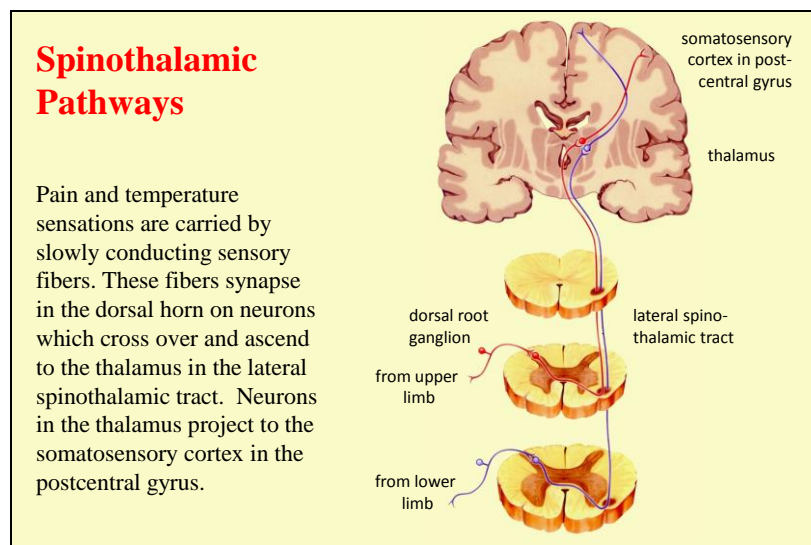 Spinothalamic
Pathways
Pain and temperature
sensations are carried by
slowly conducting sensory
fibers. These fibers synapse
in the dorsal horn on neurons
which cross over and ascend
to the thalamus in the lateral
spinothalamic tract.  Neurons
in the thalamus project to the
somatosensory cortex in the
postcentral gyrus.
somatosensory
cortex in post-
central gyrus
thalamus
dorsal root
ganglion
lateral spino-
thalamic tract
from upper
limb
from lower
limb